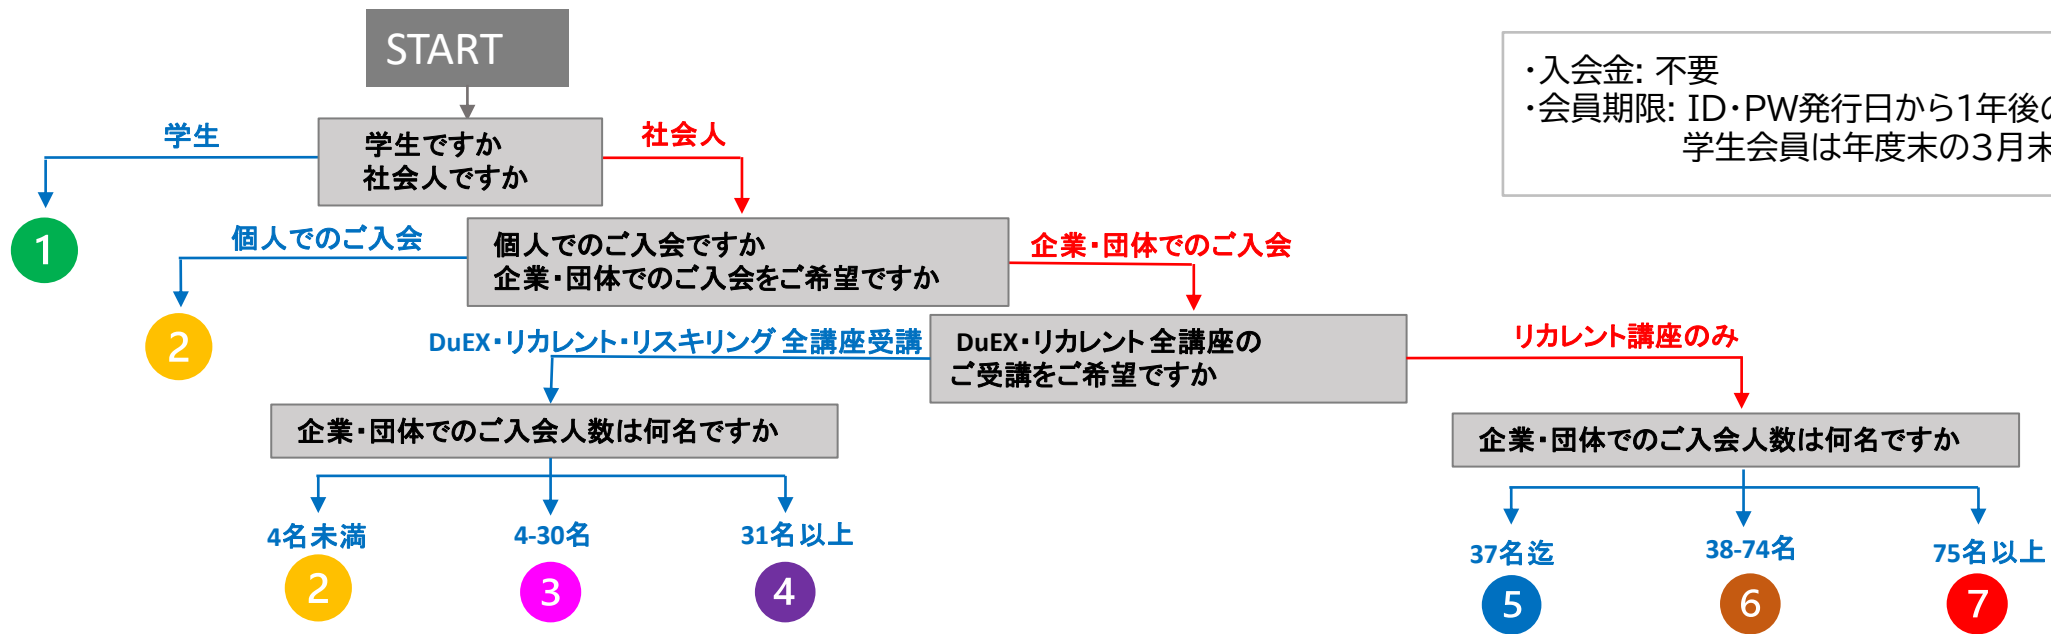 START
・入会金: 不要
・会員期限: ID・PW発行日から1年後の
学生会員は年度末の3月末
学生
学生ですか
社会人ですか
社会人
1
個人でのご入会
個人でのご入会ですか
企業・団体でのご入会をご希望ですか
企業・団体でのご入会
2
DuEX・リカレント・リスキリング 全講座受講
DuEX・リカレント 全講座の
ご受講をご希望ですか
リカレント講座のみ
企業・団体でのご入会人数は何名ですか
企業・団体でのご入会人数は何名ですか
4名未満
4-30名
31名以上
37名迄
38-74名
75名以上
2
3
4
5
6
7